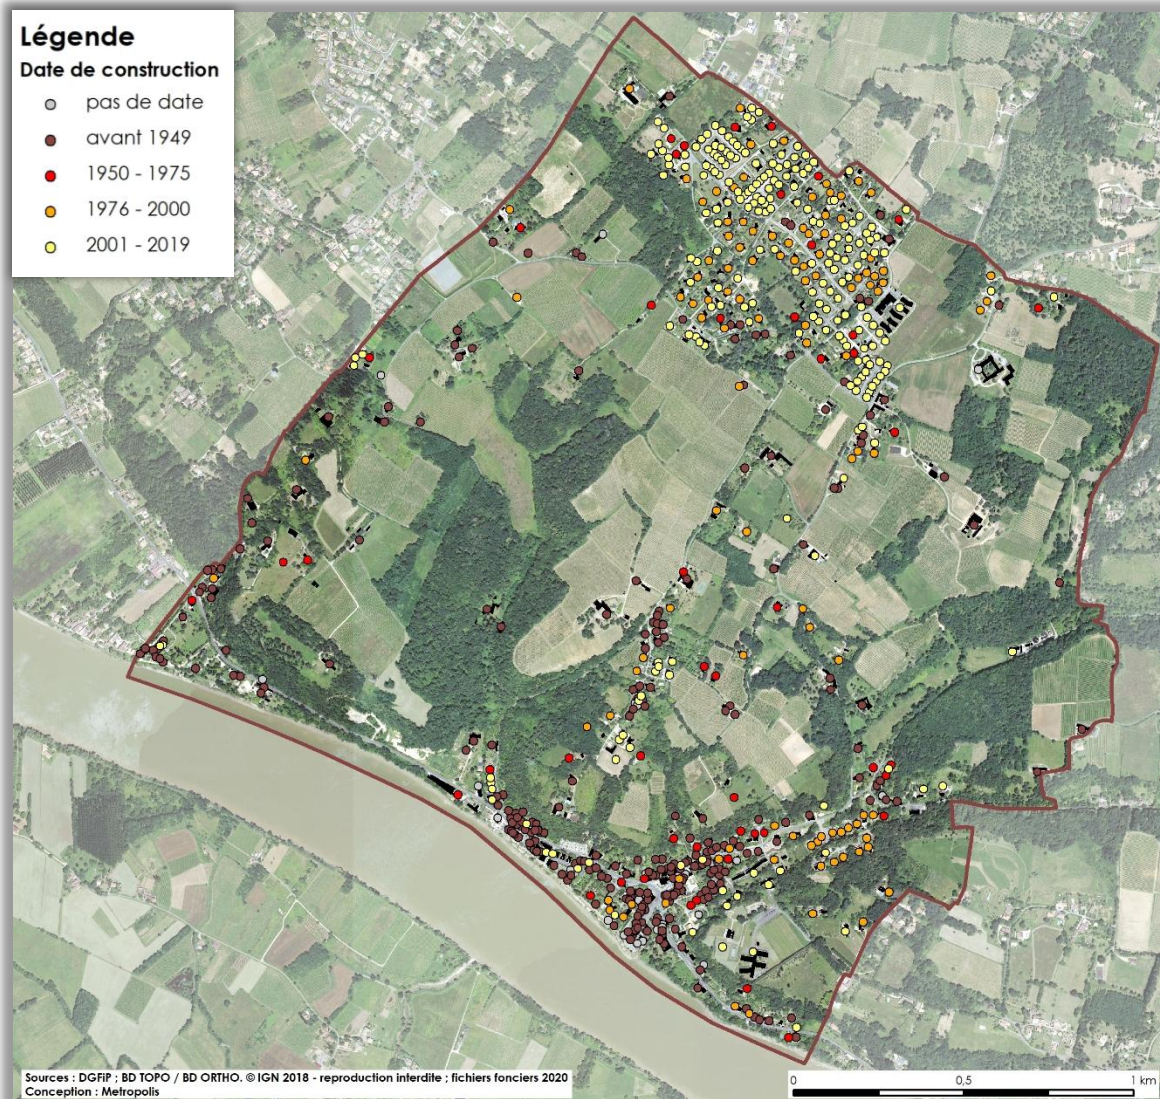 Légende
Date de construction
pas de date
avant 1949
1950 - 1975
1976 - 2000
2001 - 2019
Sources : DGFiP ; BD TOPO / BD ORTHO. © IGN 2018 - reproduction interdite ; fichiers fonciers 2020
Conception : Metropolis
0 0,5 1 km